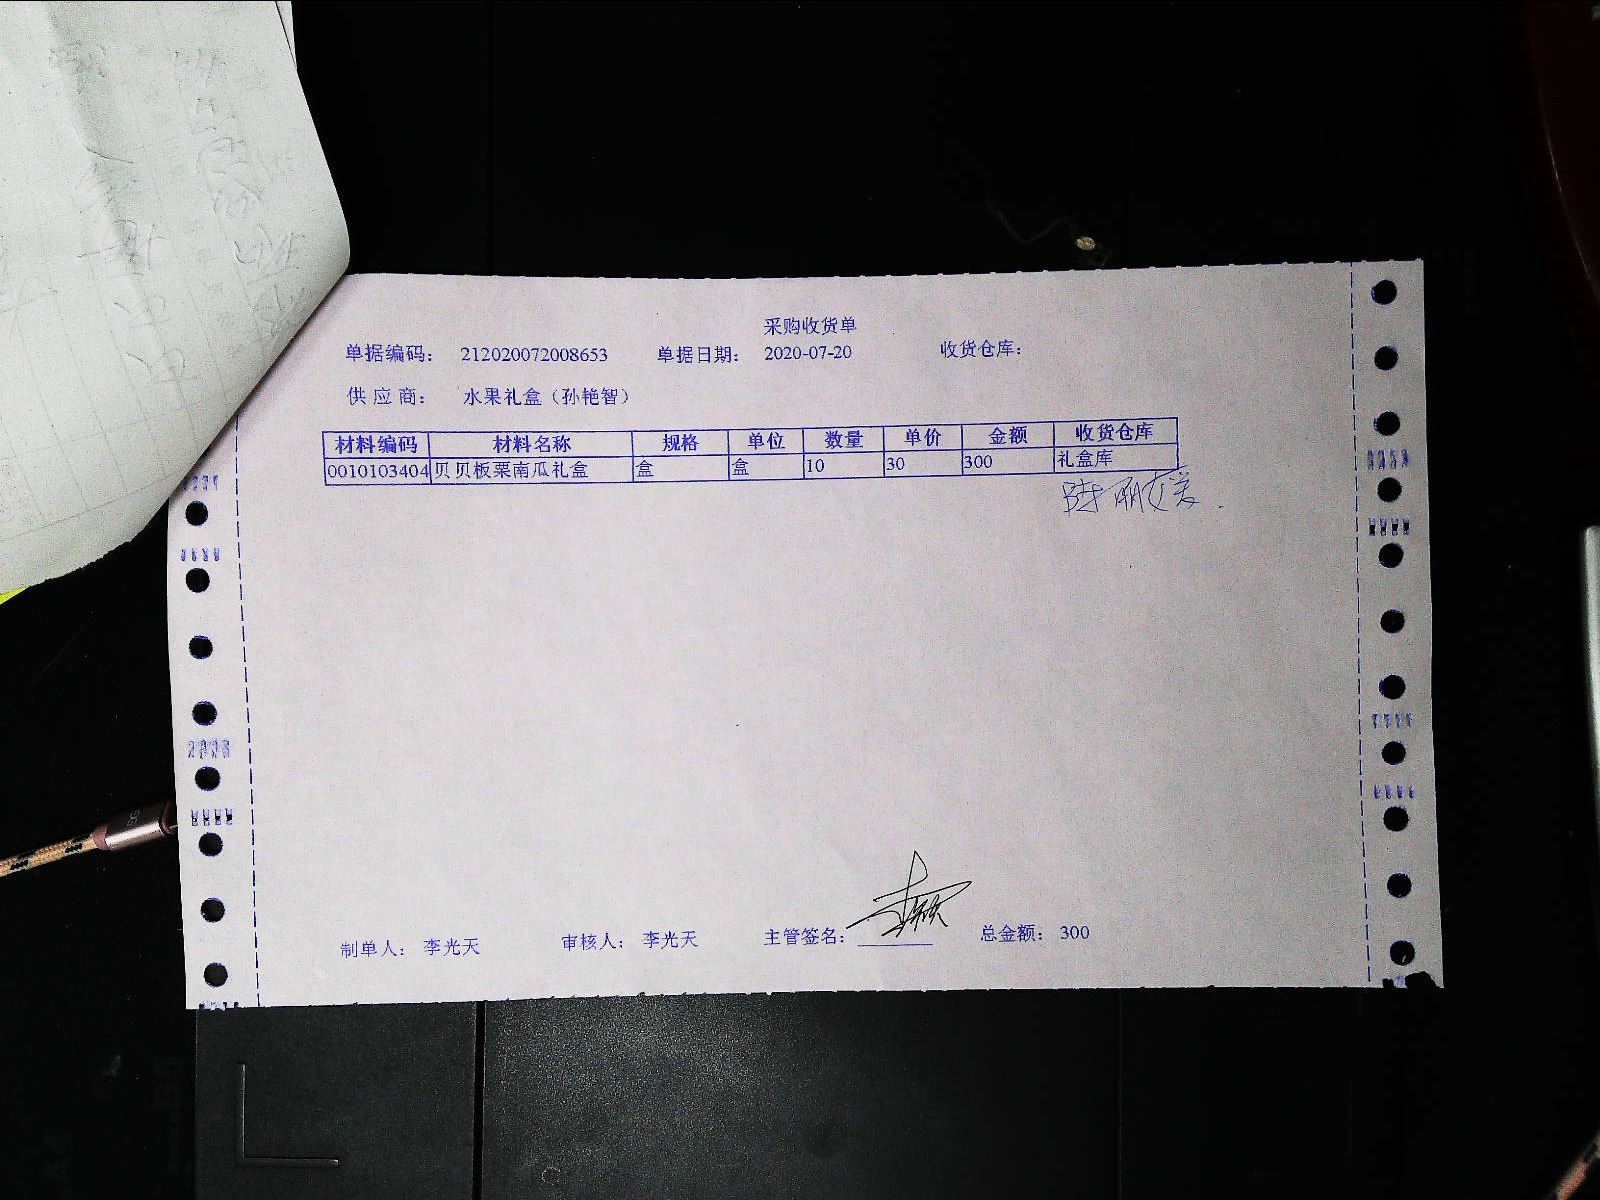 采购收货单
单据编码： 212020072008653 单据日期： 2020-07-20 收货仓库：
供 应 商： 水果礼盒（孙艳智）
材料编码 材料名称 规格 单位 数量 单价 金额 收货仓库
0010103404 贝贝板栗南瓜礼盒 盒 盒 10 30 300 礼盒库
制单人： 李光天 审核人： 李光天 主管签名： 总金额： 300